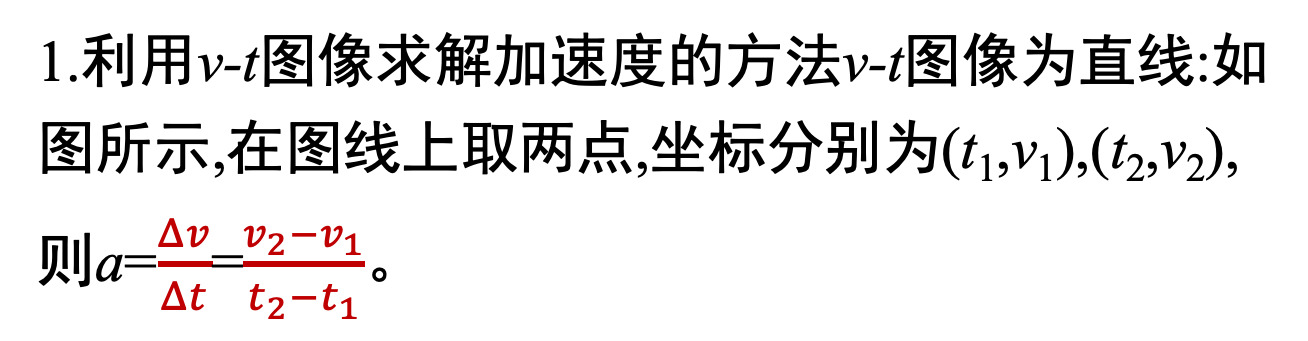 1.利用v-t图像求解加速度的方法v-t图像为直线:如
图所示,在图线上取两点,坐标分别为(t₁,v₁),(t₂,v₂),
则a=Δv/Δt=(v₂−v₁)/(t₂−t₁)。